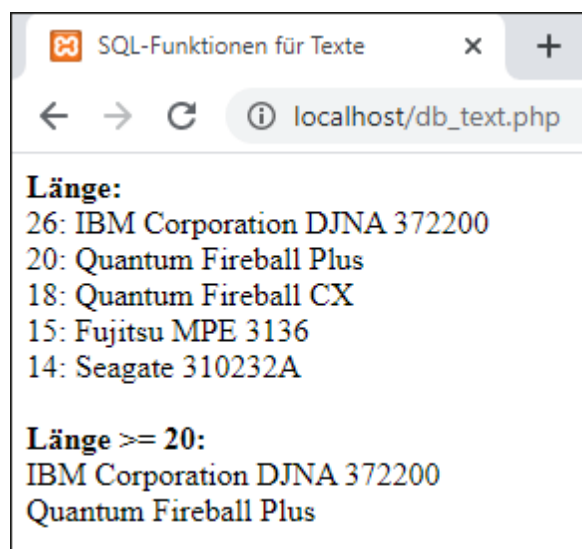 SQL-Funktionen für Texte
localhost/db_text.php
Länge:
26: IBM Corporation DJNA 372200
20: Quantum Fireball Plus
18: Quantum Fireball CX
15: Fujitsu MPE 3136
14: Seagate 310232A
Länge >= 20:
IBM Corporation DJNA 372200
Quantum Fireball Plus